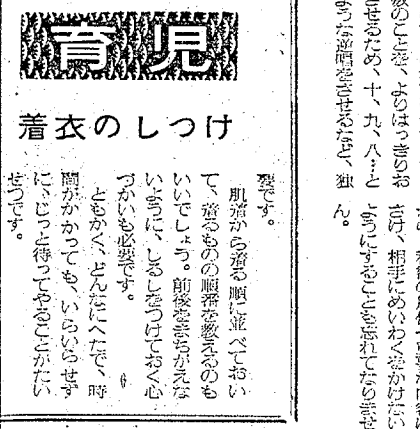 数のことを、よりはっきりお
させるため、十、九、八…と
ような逆唱をさせるなど、独
さけ、相手にめいわくをかけない
ようにすることも忘れてなりませ
ん。
育児
着衣のしつけ
要です。
肌着から着る順に並べておい
て、着るものの順番を教えるのも
いいでしょう。前後をまちがえな
いように、しるしをつけておく心
づかいも必要です。
ともかく、どんなにへたで、時
間がかかっても、いらいらせず
に、じっと待ってやることがたい
せつです。